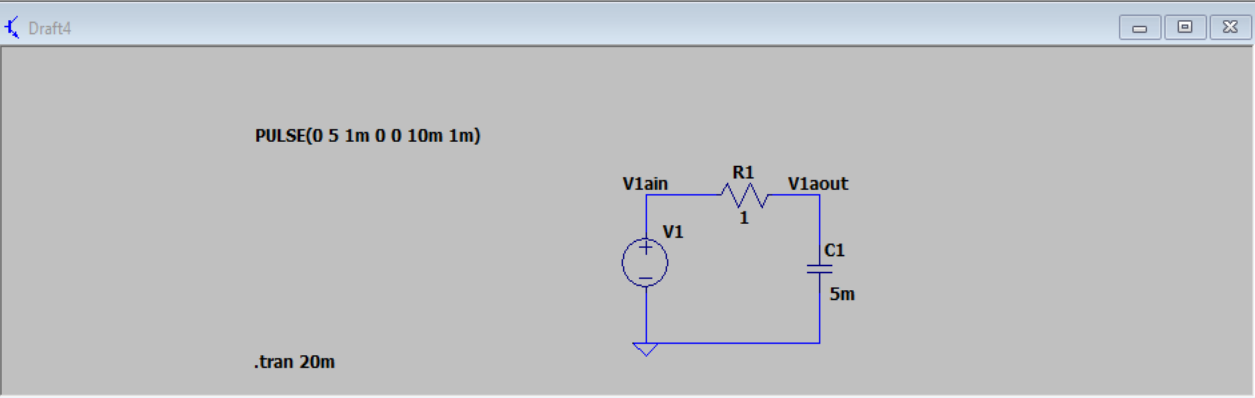 Draft4
PULSE(0 5 1m 0 0 10m 1m)
R1
V1ain
V1aout
1
V1
C1
5m
.tran 20m